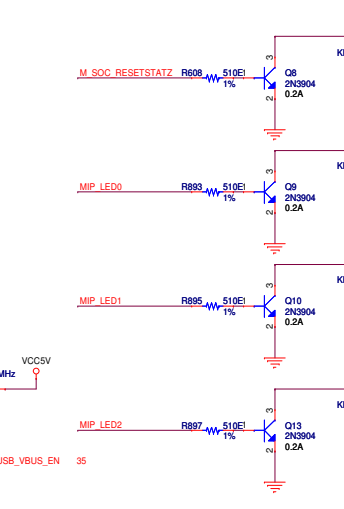 K
3
M_SOC_RESETSTATZ R608 510E 1 Q8
1% 2N3904
2 0.2A
K
3
MIP_LED0 R893 510E 1 Q9
1% 2N3904
2 0.2A
K
3
MIP_LED1 R895 510E 1 Q10
1% 2N3904
2 0.2A
VCC5V
MHz
K
3
MIP_LED2 R897 510E 1 Q13
1% 2N3904
2 0.2A
USB_VBUS_EN 35